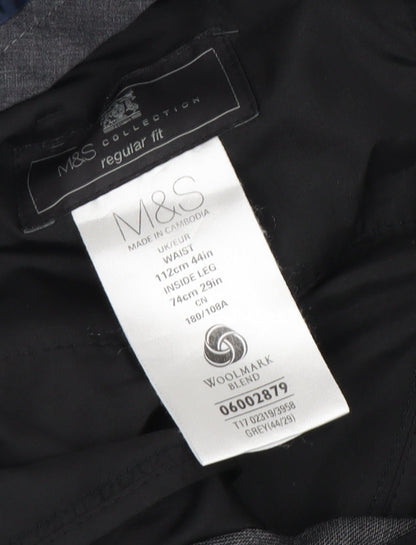 M&S COLLECTION
regular fit
M&S
MADE IN CAMBODIA
UK/EUR
WAIST
112cm 44in
INSIDE LEG
74cm 29in
CN
180/108A
WOOLMARK
BLEND
06002879
T17 02319/3958
GREY(44/29)